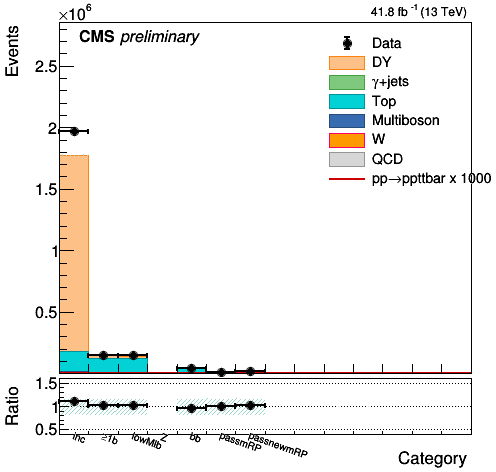 ×10⁶
41.8 fb⁻¹ (13 TeV)
CMS preliminary
Events
2.5
2
1.5
1
0.5
Data
DY
γ+jets
Top
Multiboson
W
QCD
pp→ppttbar x 1000
Ratio
1.5
1
0.5
inc
≥1b
lowMlb
Z
bb
passmRP
passnewmRP
Category